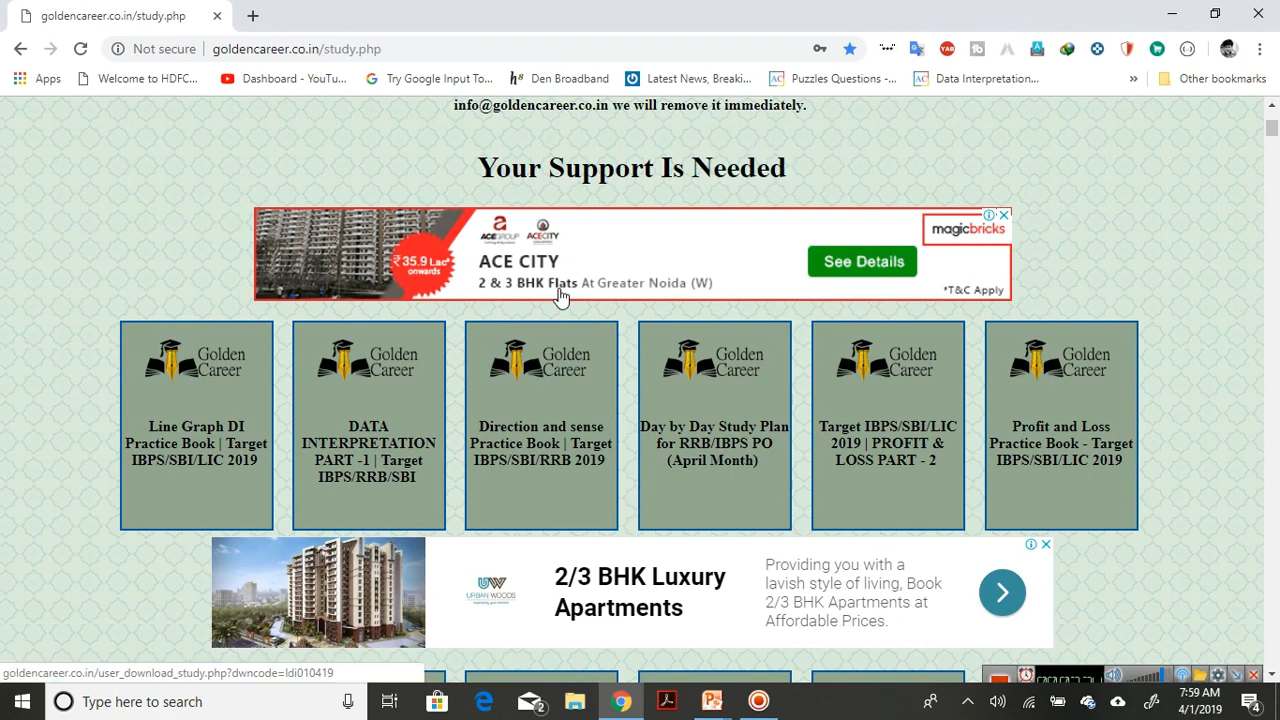 goldencareer.co.in/study.php
Not secure
goldencareer.co.in/study.php
Apps
Welcome to HDFC...
Dashboard - YouTu...
Try Google Input To...
Den Broadband
Latest News, Breaki...
Puzzles Questions -...
Data Interpretation...
»
Other bookmarks
info@goldencareer.co.in we will remove it immediately.
Your Support Is Needed
₹ 35.9 Lac*
onwards
ACEGROUP
ACECITY
ACE CITY
2 & 3 BHK Flats At Greater Noida (W)
See Details
magicbricks
*T&C Apply
Golden
Career
Line Graph DI
Practice Book | Target
IBPS/SBI/LIC 2019
Golden
Career
DATA
INTERPRETATION
PART -1 | Target
IBPS/RRB/SBI
Golden
Career
Direction and sense
Practice Book | Target
IBPS/SBI/RRB 2019
Golden
Career
Day by Day Study Plan
for RRB/IBPS PO
(April Month)
Golden
Career
Target IBPS/SBI/LIC
2019 | PROFIT &
LOSS PART - 2
Golden
Career
Profit and Loss
Practice Book - Target
IBPS/SBI/LIC 2019
URBAN WOODS
2/3 BHK Luxury
Apartments
Providing you with a
lavish style of living, Book
2/3 BHK Apartments at
Affordable Prices.
goldencareer.co.in/user_download_study.php?dwncode=ldi010419
Type here to search
2
7:59 AM
4/1/2019
4